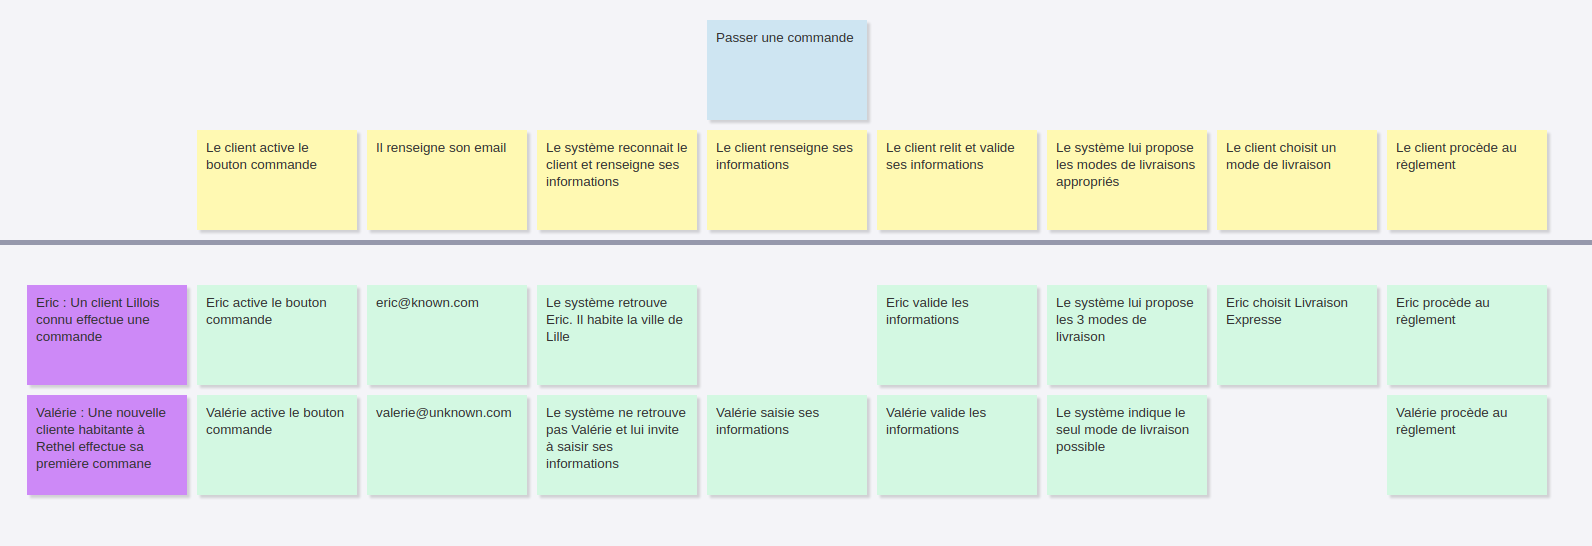 Passer une commande
Le client active le
bouton commande
Il renseigne son email
Le système reconnait le
client et renseigne ses
informations
Le client renseigne ses
informations
Le client relit et valide
ses informations
Le système lui propose
les modes de livraisons
appropriés
Le client choisit un
mode de livraison
Le client procède au
règlement
Eric : Un client Lillois
connu effectue une
commande
Eric active le bouton
commande
eric@known.com
Le système retrouve
Eric. Il habite la ville de
Lille
Eric valide les
informations
Le système lui propose
les 3 modes de
livraison
Eric choisit Livraison
Expresse
Eric procède au
règlement
Valérie : Une nouvelle
cliente habitante à
Rethel effectue sa
première commane
Valérie active le bouton
commande
valerie@unknown.com
Le système ne retrouve
pas Valérie et lui invite
à saisir ses
informations
Valérie saisie ses
informations
Valérie valide les
informations
Le système indique le
seul mode de livraison
possible
Valérie procède au
règlement